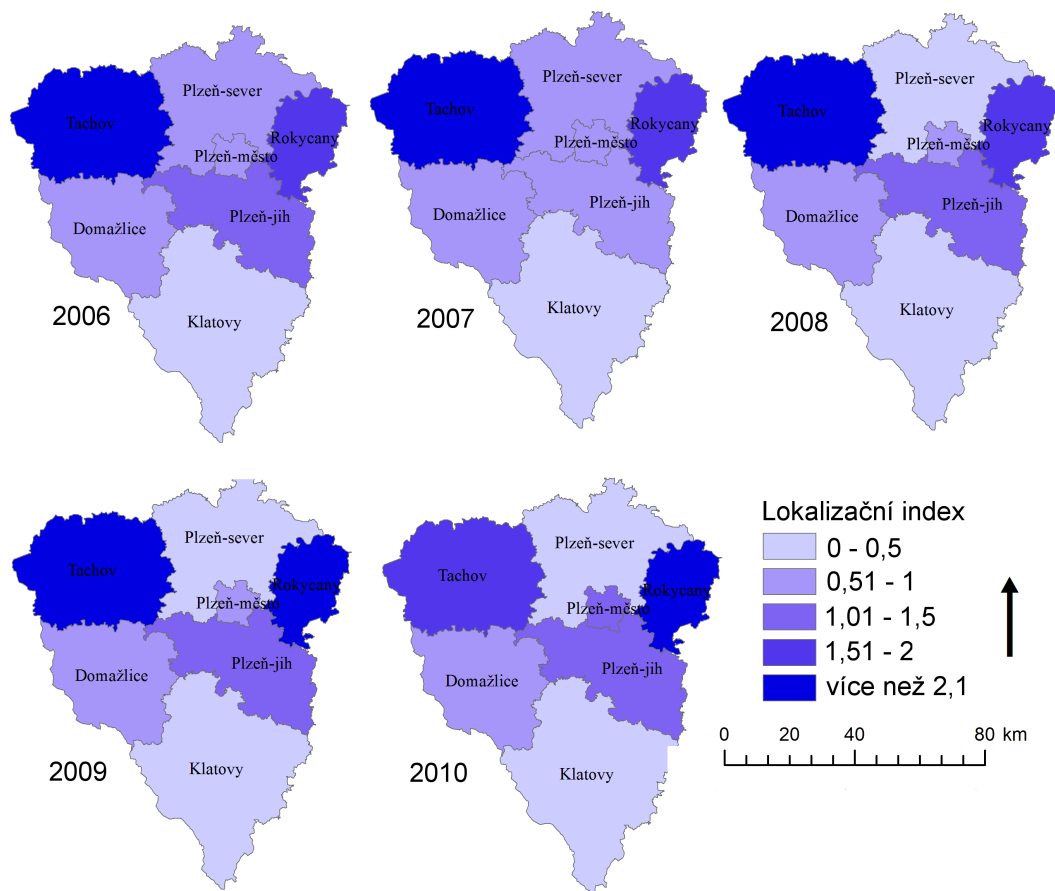 Plzeň-sever
Tachov
Rokycany
Plzeň-město
Plzeň-jih
Domažlice
Klatovy
2006
Plzeň-sever
Tachov
Rokycany
Plzeň-město
Plzeň-jih
Domažlice
Klatovy
2007
Plzeň-sever
Tachov
Rokycany
Plzeň-město
Plzeň-jih
Domažlice
Klatovy
2008
Plzeň-sever
Tachov
Rokycany
Plzeň-město
Plzeň-jih
Domažlice
Klatovy
2009
Plzeň-sever
Tachov
Rokycany
Plzeň-město
Plzeň-jih
Domažlice
Klatovy
2010
Lokalizační index
0 - 0,5
0,51 - 1
1,01 - 1,5
1,51 - 2
více než 2,1
0 20 40 80 km